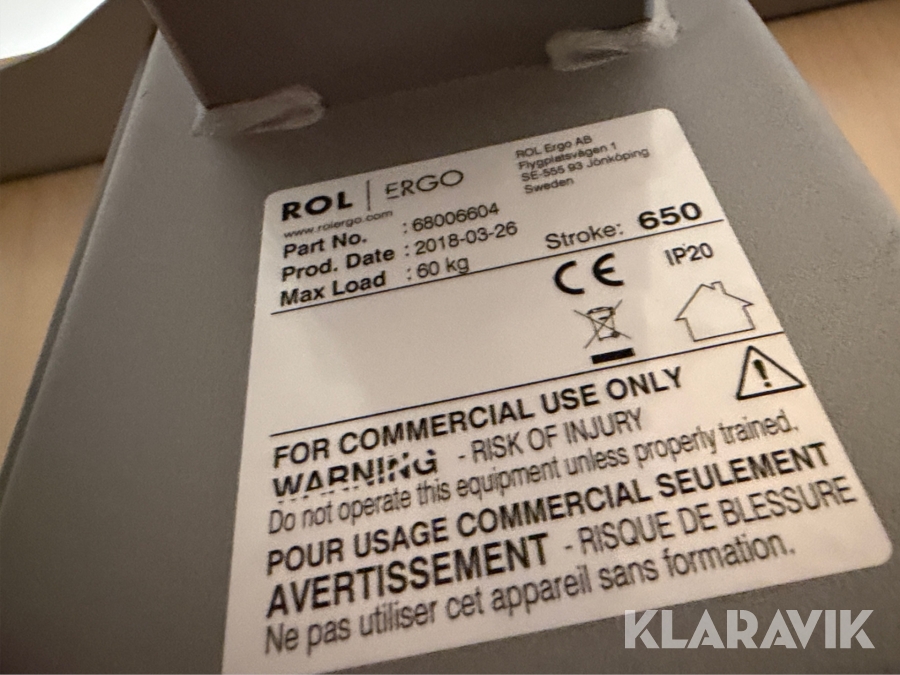 ROL | ERGO
www.rolergo.com
ROL Ergo AB
Flygplatsvägen 1
SE-555 93 Jönköping
Sweden
Part No. : 68006604
Prod. Date : 2018-03-26
Max Load : 60 kg
Stroke: 650
CE IP20
FOR COMMERCIAL USE ONLY
WARNING - RISK OF INJURY
Do not operate this equipment unless properly trained.
POUR USAGE COMMERCIAL SEULEMENT
AVERTISSEMENT - RISQUE DE BLESSURE
Ne pas utiliser cet appareil sans formation.
KLARAVIK